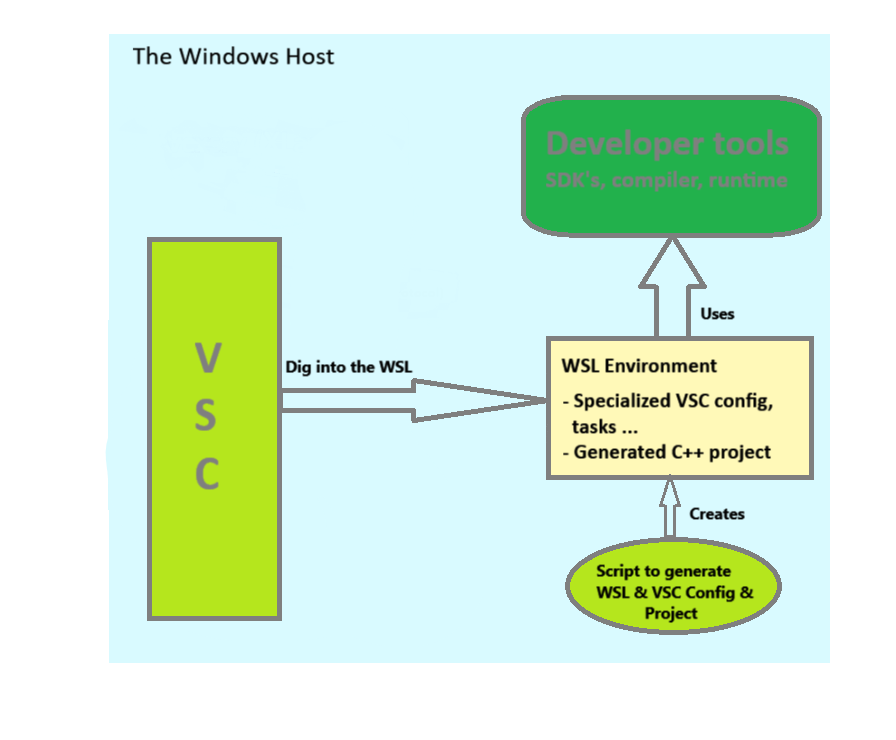 The Windows Host
Developer tools
SDK's, compiler, runtime
Uses
V
S
C
Dig into the WSL
WSL Environment
- Specialized VSC config,
tasks ...
- Generated C++ project
Creates
Script to generate
WSL & VSC Config &
Project